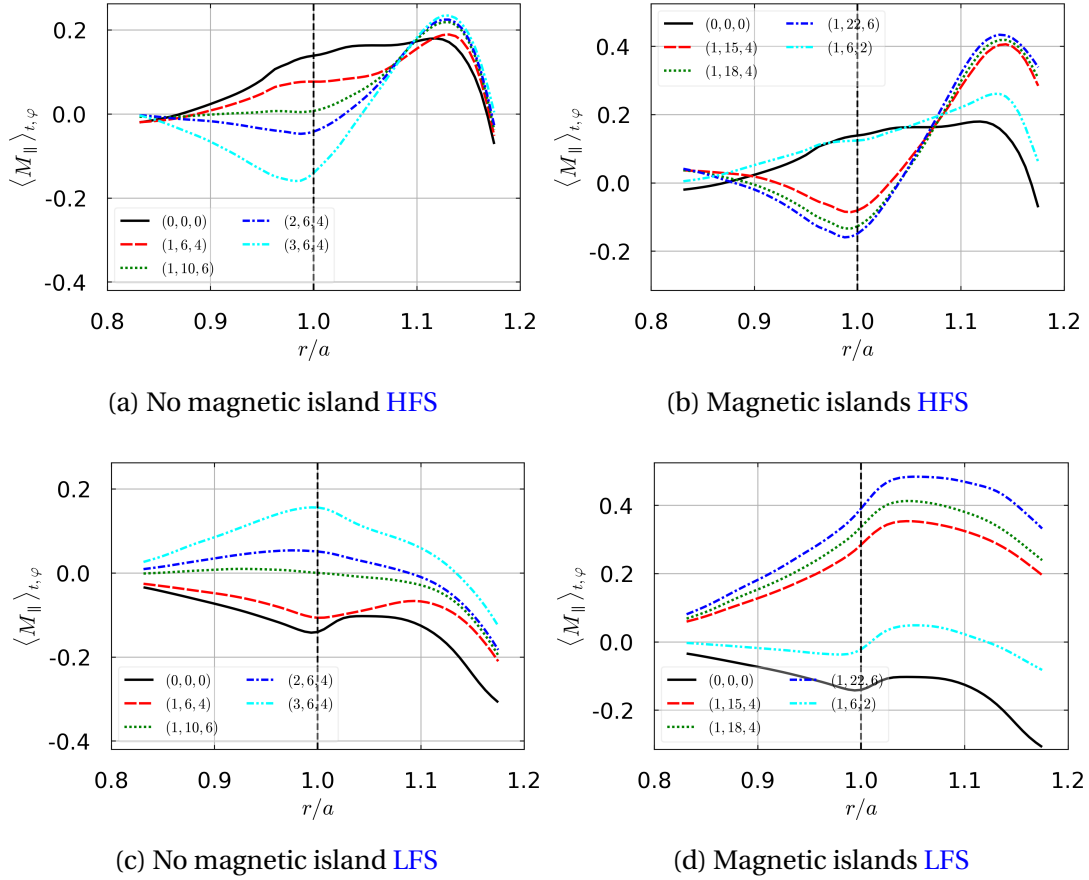 0.2
0.0
-0.2
-0.4
⟨M∥⟩t,φ
(0, 0, 0)
(1, 6, 4)
(1, 10, 6)
(2, 6, 4)
(3, 6, 4)
0.8 0.9 1.0 1.1 1.2
r/a
(a) No magnetic island HFS
0.4
0.2
0.0
-0.2
⟨M∥⟩t,φ
(0, 0, 0)
(1, 15, 4)
(1, 18, 4)
(1, 22, 6)
(1, 6, 2)
0.8 0.9 1.0 1.1 1.2
r/a
(b) Magnetic islands HFS
0.2
0.0
-0.2
-0.4
⟨M∥⟩t,φ
(0, 0, 0)
(1, 6, 4)
(1, 10, 6)
(2, 6, 4)
(3, 6, 4)
0.8 0.9 1.0 1.1 1.2
r/a
(c) No magnetic island LFS
0.4
0.2
0.0
-0.2
⟨M∥⟩t,φ
(0, 0, 0)
(1, 15, 4)
(1, 18, 4)
(1, 22, 6)
(1, 6, 2)
0.8 0.9 1.0 1.1 1.2
r/a
(d) Magnetic islands LFS